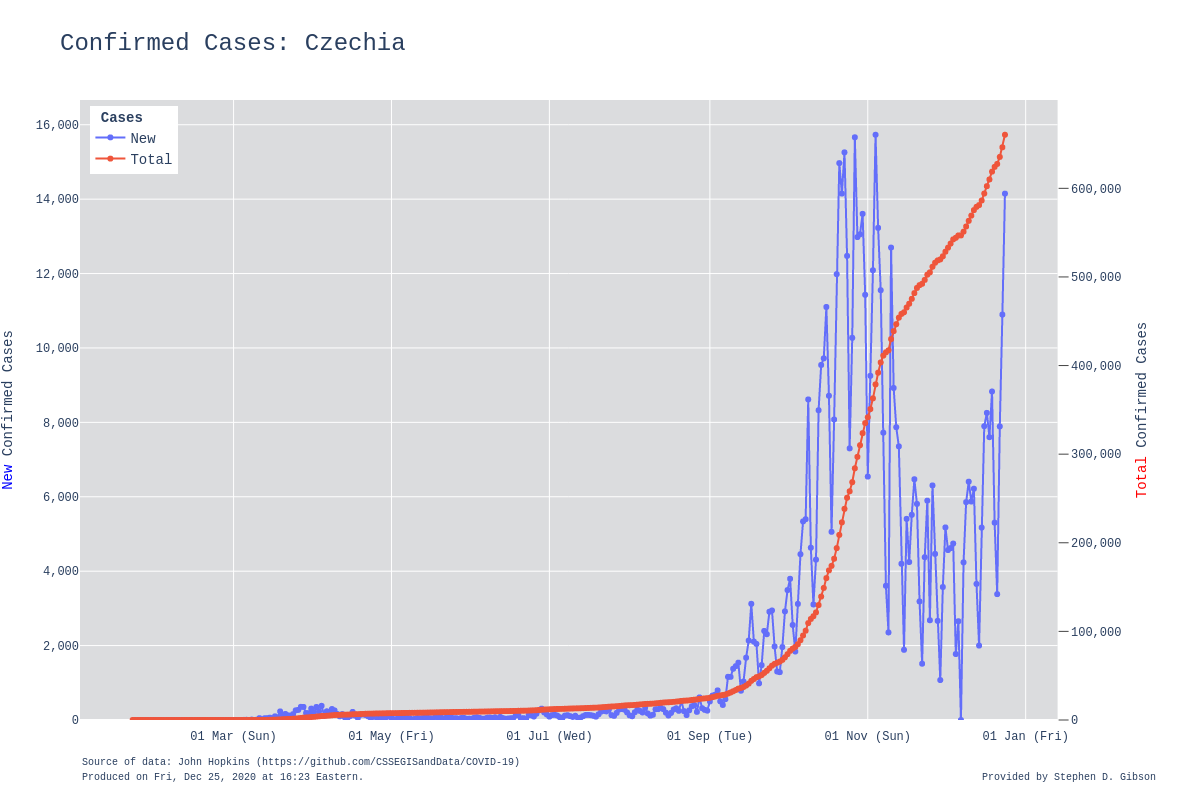 Confirmed Cases: Czechia
Cases
New
Total
16,000
14,000
12,000
10,000
8,000
6,000
4,000
2,000
0
New Confirmed Cases
600,000
500,000
400,000
300,000
200,000
100,000
0
Total Confirmed Cases
01 Mar (Sun)
01 May (Fri)
01 Jul (Wed)
01 Sep (Tue)
01 Nov (Sun)
01 Jan (Fri)
Source of data: John Hopkins (https://github.com/CSSEGISandData/COVID-19)
Produced on Fri, Dec 25, 2020 at 16:23 Eastern.
Provided by Stephen D. Gibson